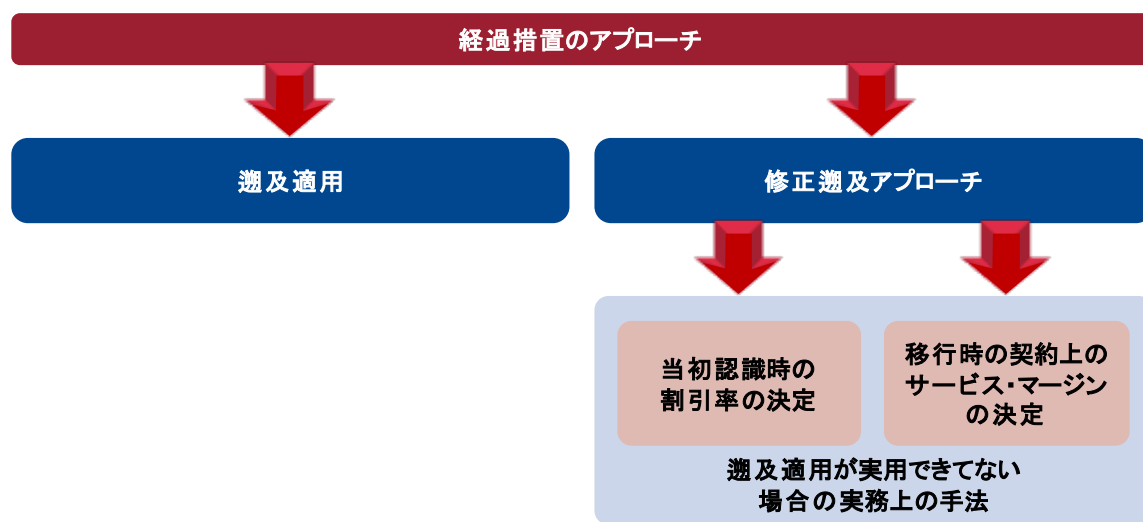 経過措置のアプローチ
遡及適用
修正遡及アプローチ
当初認識時の
割引率の決定
移行時の契約上の
サービス・マージン
の決定
遡及適用が実用できてない
場合の実務上の手法